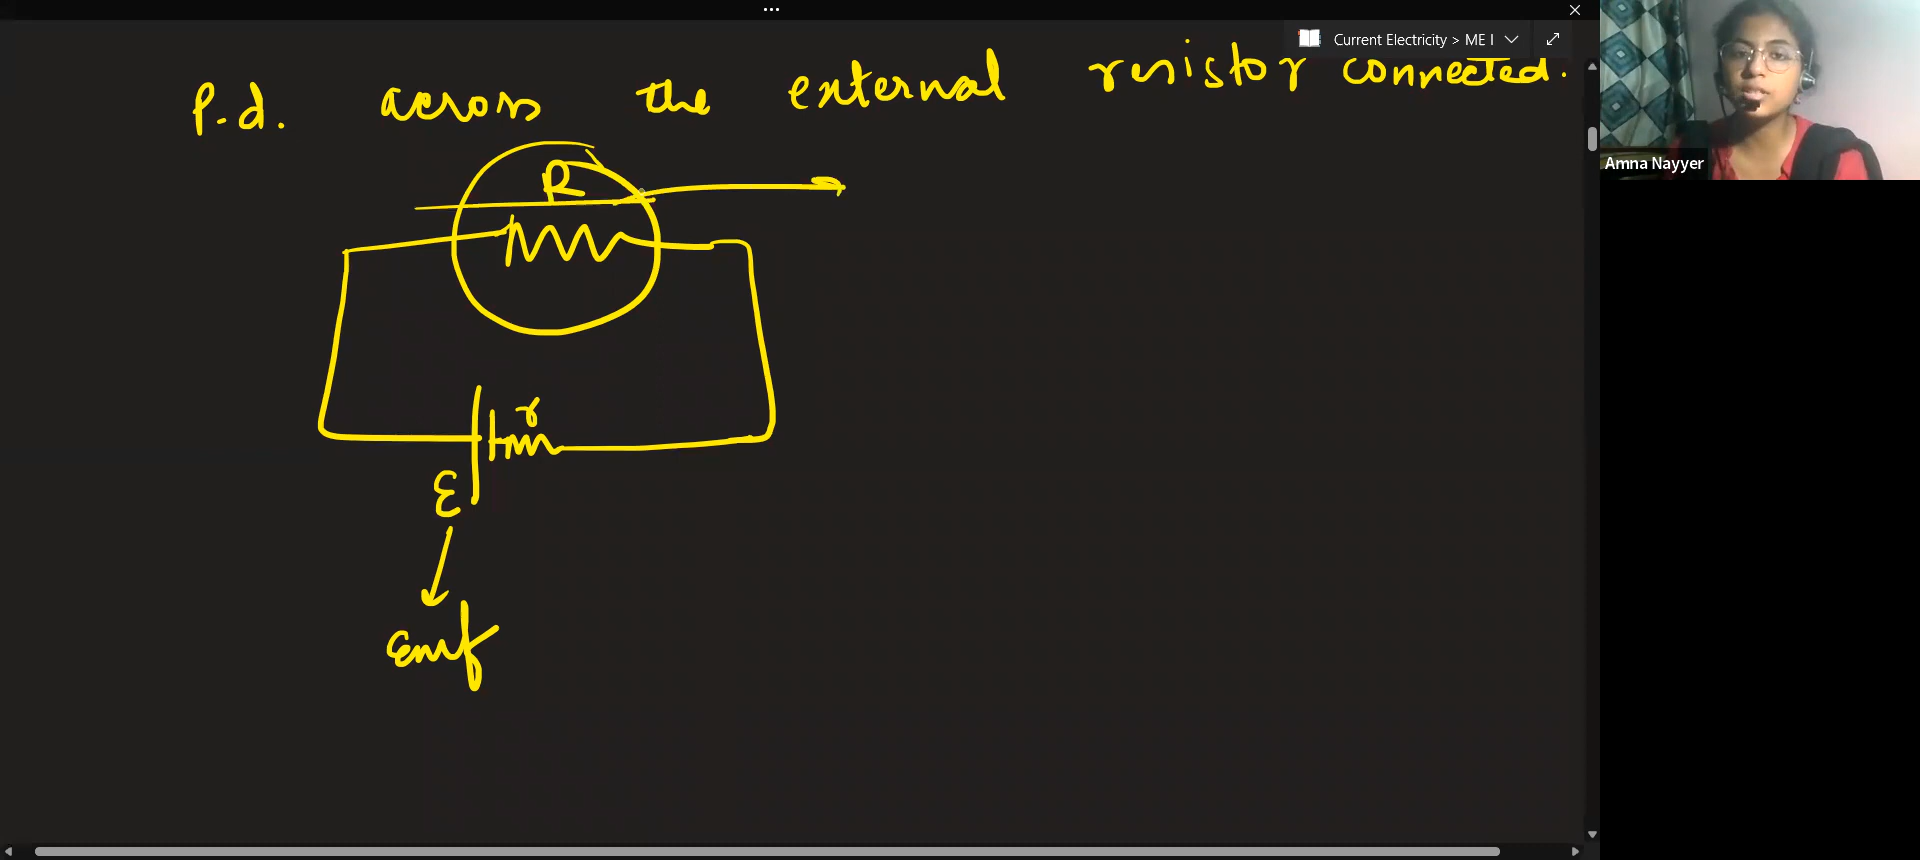 Current Electricity > ME I
P.d. across the external resistor connected.
Amna Nayyer
R
r
ε
emf